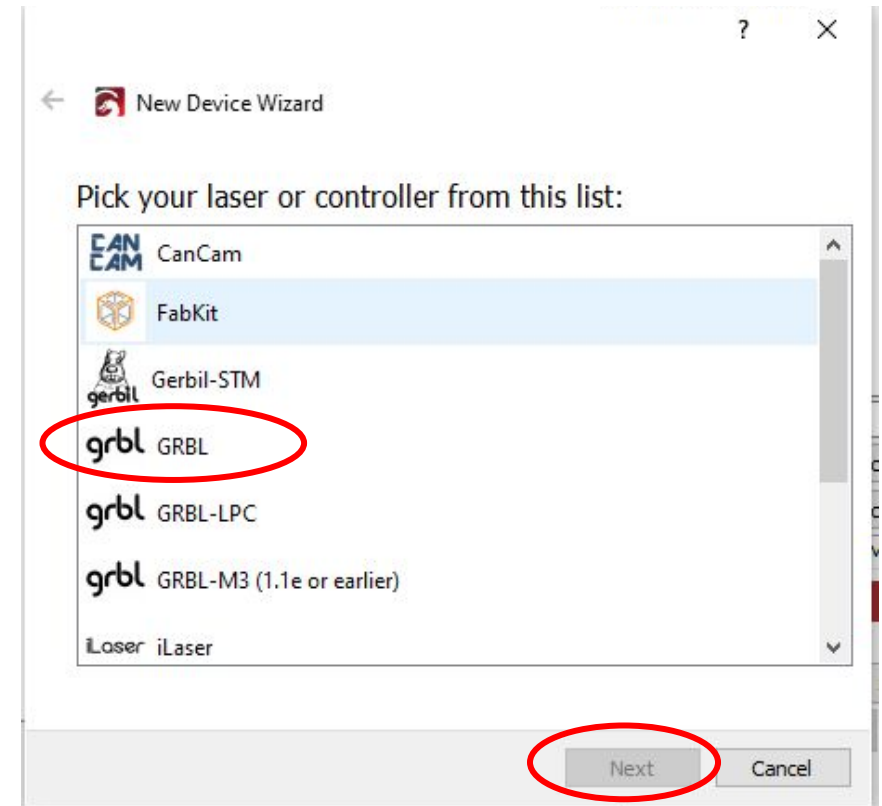 ?
New Device Wizard
Pick your laser or controller from this list:
CAN CAM CanCam
FabKit
gerbil Gerbil-STM
grbl GRBL
grbl GRBL-LPC
grbl GRBL-M3 (1.1e or earlier)
iLaser iLaser
Next Cancel